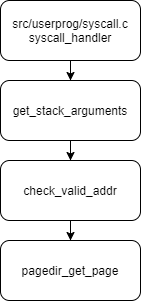 src/userprog/syscall.c
syscall_handler
get_stack_arguments
check_valid_addr
pagedir_get_page